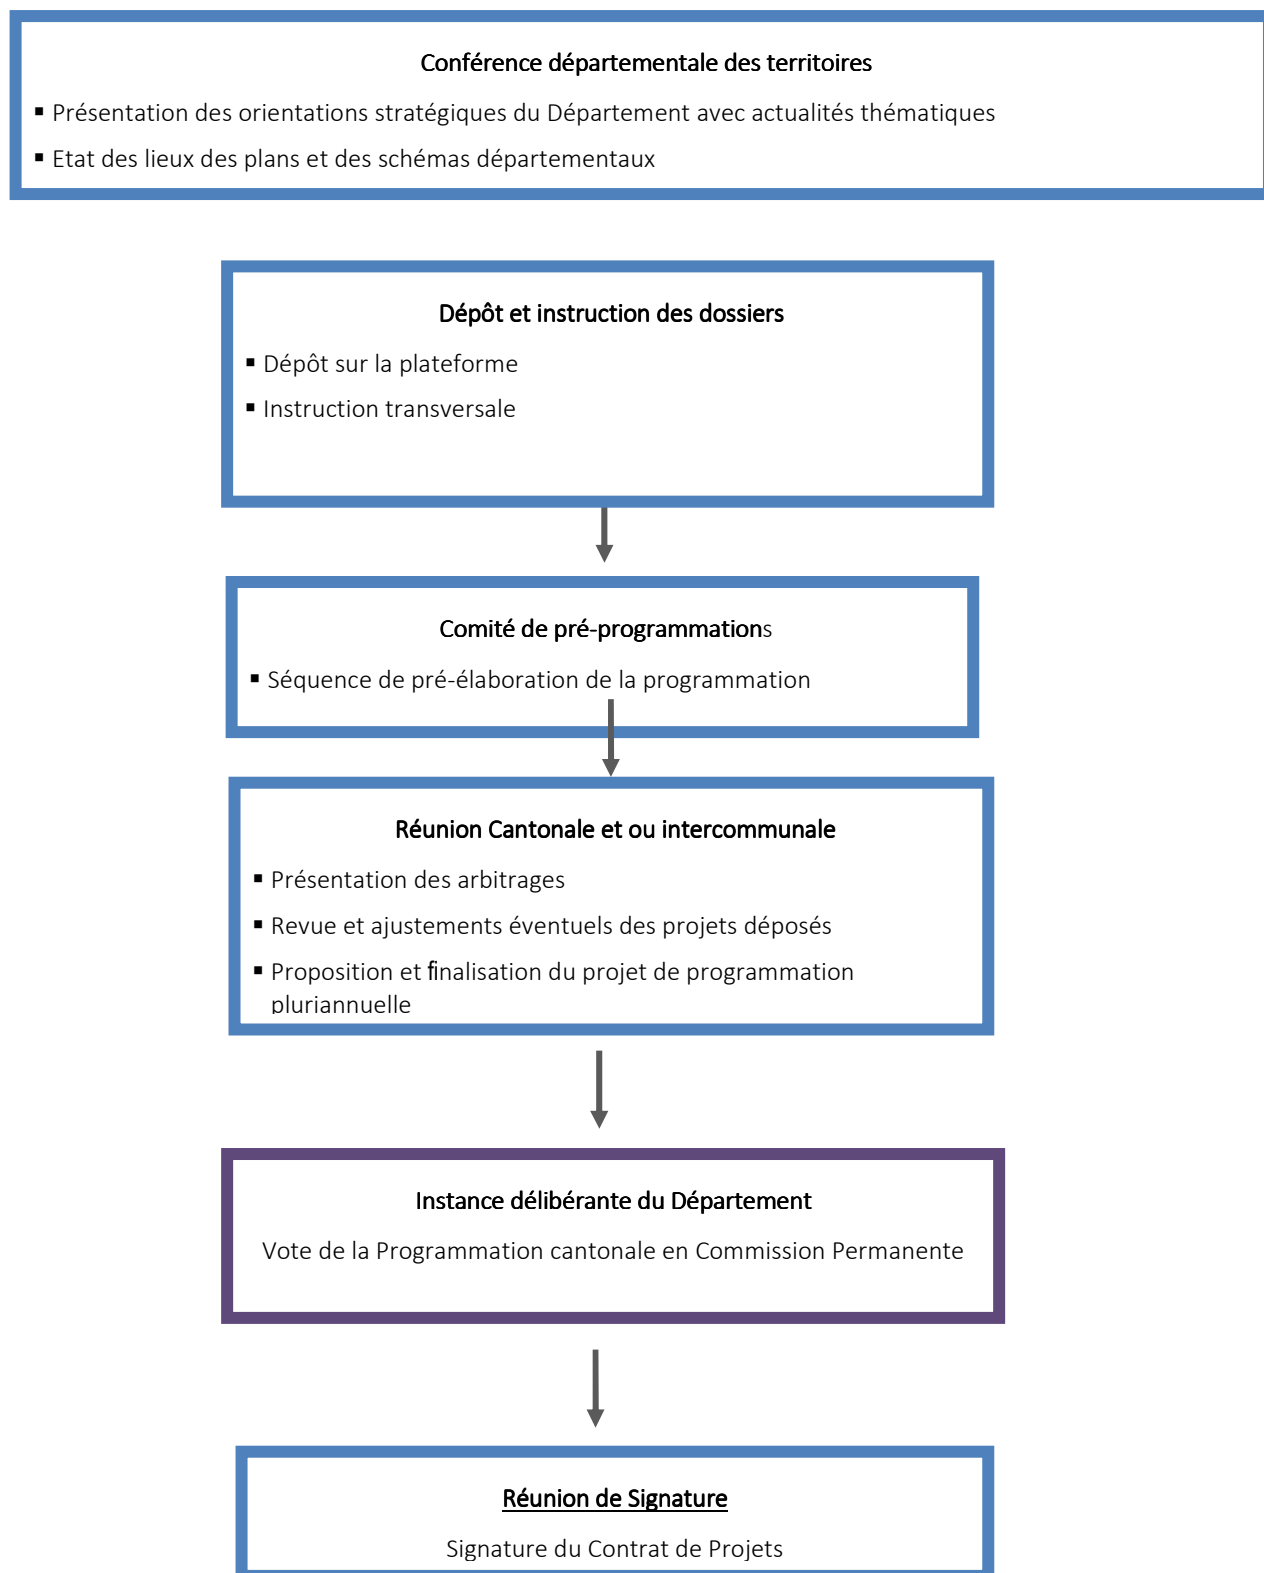 Conférence départementale des territoires
▪ Présentation des orientations stratégiques du Département avec actualités thématiques
▪ Etat des lieux des plans et des schémas départementaux
Dépôt et instruction des dossiers
▪ Dépôt sur la plateforme
▪ Instruction transversale
Comité de pré-programmations
▪ Séquence de pré-élaboration de la programmation
Réunion Cantonale et ou intercommunale
▪ Présentation des arbitrages
▪ Revue et ajustements éventuels des projets déposés
▪ Proposition et finalisation du projet de programmation
pluriannuelle
Instance délibérante du Département
Vote de la Programmation cantonale en Commission Permanente
Réunion de Signature
Signature du Contrat de Projets